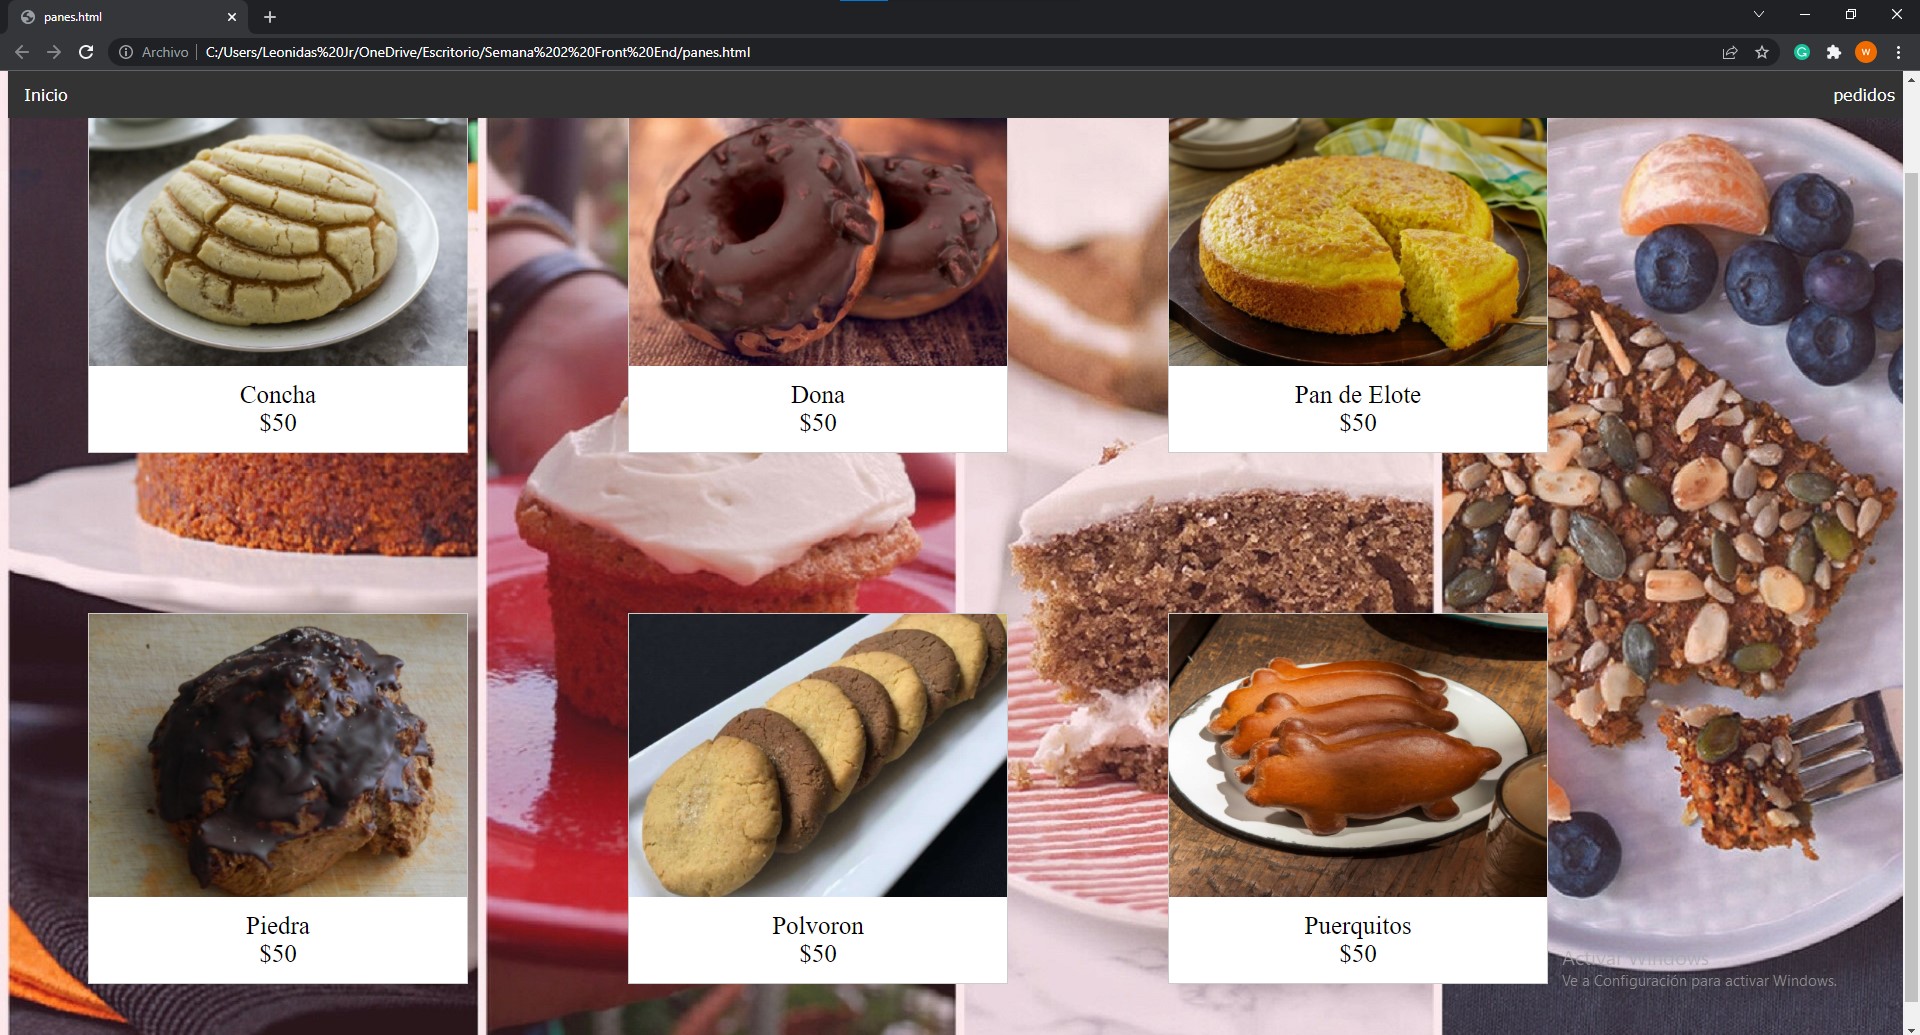 panes.html
Archivo
C:/Users/Leonidas%20Jr/OneDrive/Escritorio/Semana%202%20Front%20End/panes.html
W
Inicio
pedidos
Concha
$50
Dona
$50
Pan de Elote
$50
Piedra
$50
Polvoron
$50
Puerquitos
$50
Activar Windows
Ve a Configuración para activar Windows.